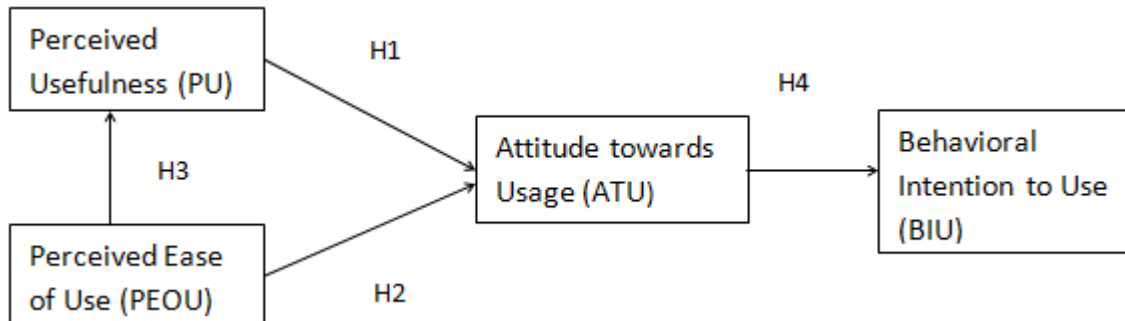 Perceived
Usefulness (PU)
H1
H4
Attitude towards
Usage (ATU)
Behavioral
Intention to Use
(BIU)
H3
Perceived Ease
of Use (PEOU)
H2